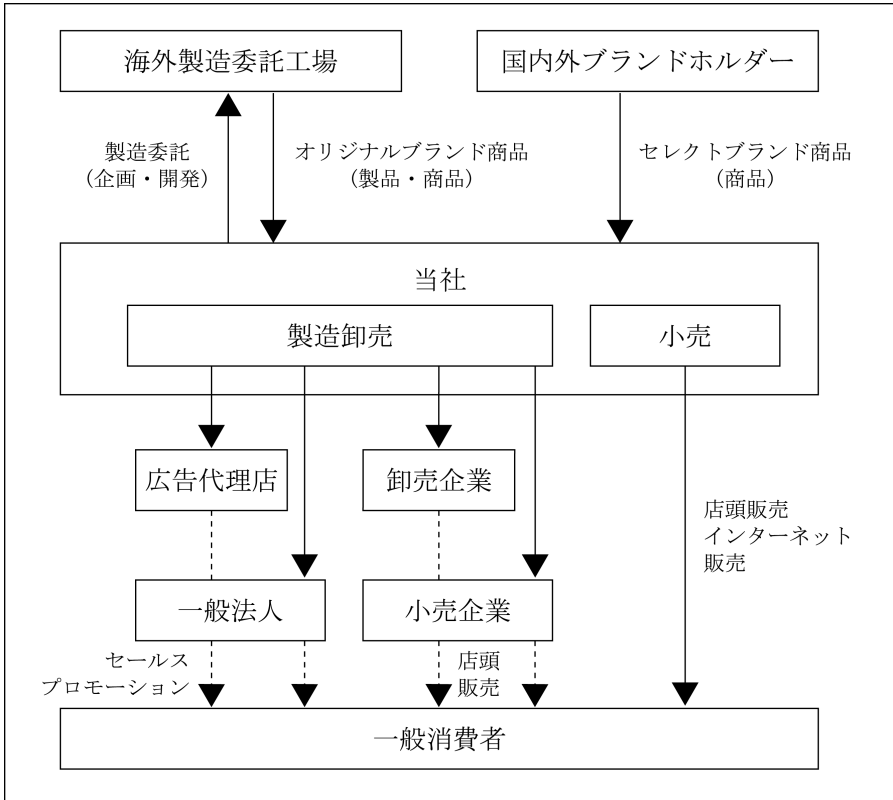 海外製造委託工場
国内外ブランドホルダー
製造委託
（企画・開発）
オリジナルブランド商品
（製品・商品）
セレクトブランド商品
（商品）
当社
製造卸売
小売
広告代理店
卸売企業
店頭販売
インターネット
販売
一般法人
小売企業
セールス
プロモーション
店頭
販売
一般消費者